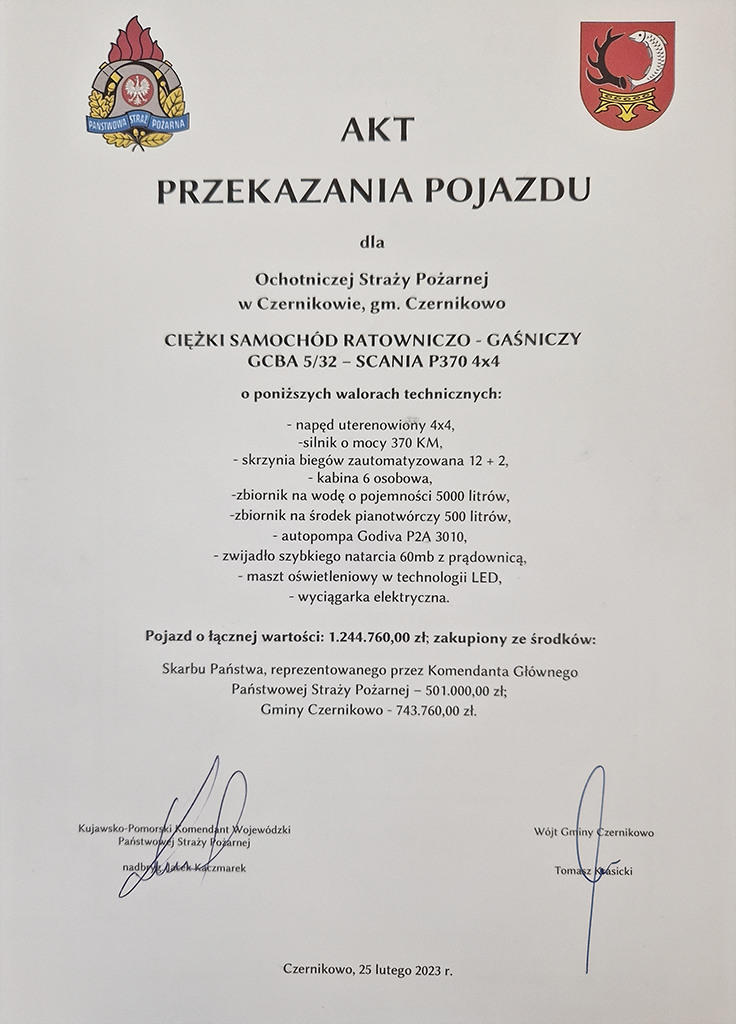 PAŃSTWOWA STRAŻ POŻARNA
AKT
PRZEKAZANIA POJAZDU
dla
Ochotniczej Straży Pożarnej
w Czernikowie, gm. Czernikowo
CIĘŻKI SAMOCHÓD RATOWNICZO - GAŚNICZY
GCBA 5/32 – SCANIA P370 4x4
o poniższych walorach technicznych:
- napęd uterenowiony 4x4,
-silnik o mocy 370 KM,
- skrzynia biegów zautomatyzowana 12 + 2,
- kabina 6 osobowa,
-zbiornik na wodę o pojemności 5000 litrów,
-zbiornik na środek pianotwórczy 500 litrów,
- autopompa Godiva P2A 3010,
- zwijadło szybkiego natarcia 60mb z prądownicą,
- maszt oświetleniowy w technologii LED,
- wyciągarka elektryczna.
Pojazd o łącznej wartości: 1.244.760,00 zł; zakupiony ze środków:
Skarbu Państwa, reprezentowanego przez Komendanta Głównego
Państwowej Straży Pożarnej – 501.000,00 zł;
Gminy Czernikowo - 743.760,00 zł.
Kujawsko-Pomorski Komendant Wojewódzki
Państwowej Straży Pożarnej
nadbryg. Jacek Kaczmarek
Wójt Gminy Czernikowo
Tomasz Krasicki
Czernikowo, 25 lutego 2023 r.